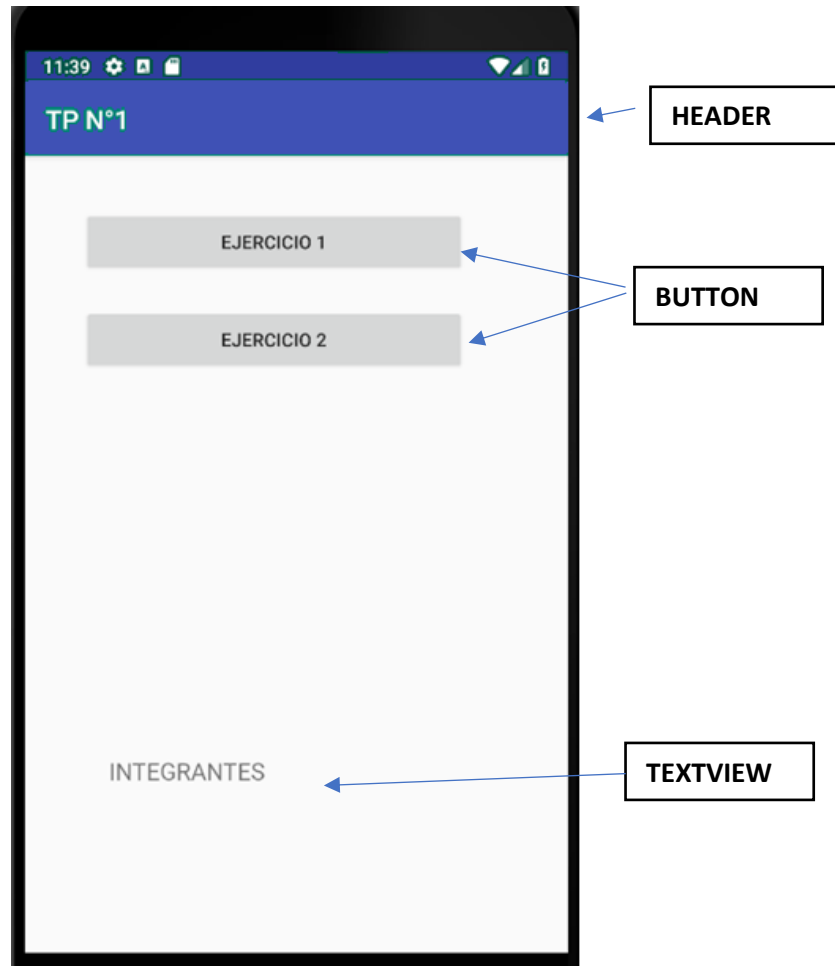 11:39
TP N°1
HEADER
EJERCICIO 1
BUTTON
EJERCICIO 2
INTEGRANTES
TEXTVIEW